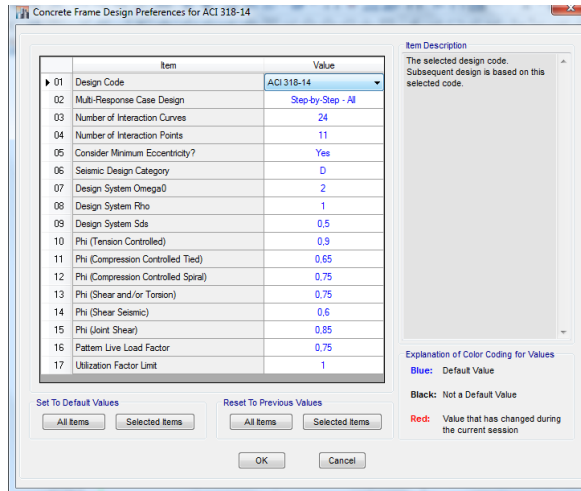 Concrete Frame Design Preferences for ACI 318-14
Item Value
01 Design Code ACI 318-14
02 Multi-Response Case Design Step-by-Step - All
03 Number of Interaction Curves 24
04 Number of Interaction Points 11
05 Consider Minimum Eccentricity? Yes
06 Seismic Design Category D
07 Design System Omega0 2
08 Design System Rho 1
09 Design System Sds 0,5
10 Phi (Tension Controlled) 0,9
11 Phi (Compression Controlled Tied) 0,65
12 Phi (Compression Controlled Spiral) 0,75
13 Phi (Shear and/or Torsion) 0,75
14 Phi (Shear Seismic) 0,6
15 Phi (Joint Shear) 0,85
16 Pattern Live Load Factor 0,75
17 Utilization Factor Limit 1
Set To Default Values
All Items Selected Items
Reset To Previous Values
All Items Selected Items
OK Cancel
Item Description
The selected design code.
Subsequent design is based on this
selected code.
Explanation of Color Coding for Values
Blue: Default Value
Black: Not a Default Value
Red: Value that has changed during
the current session